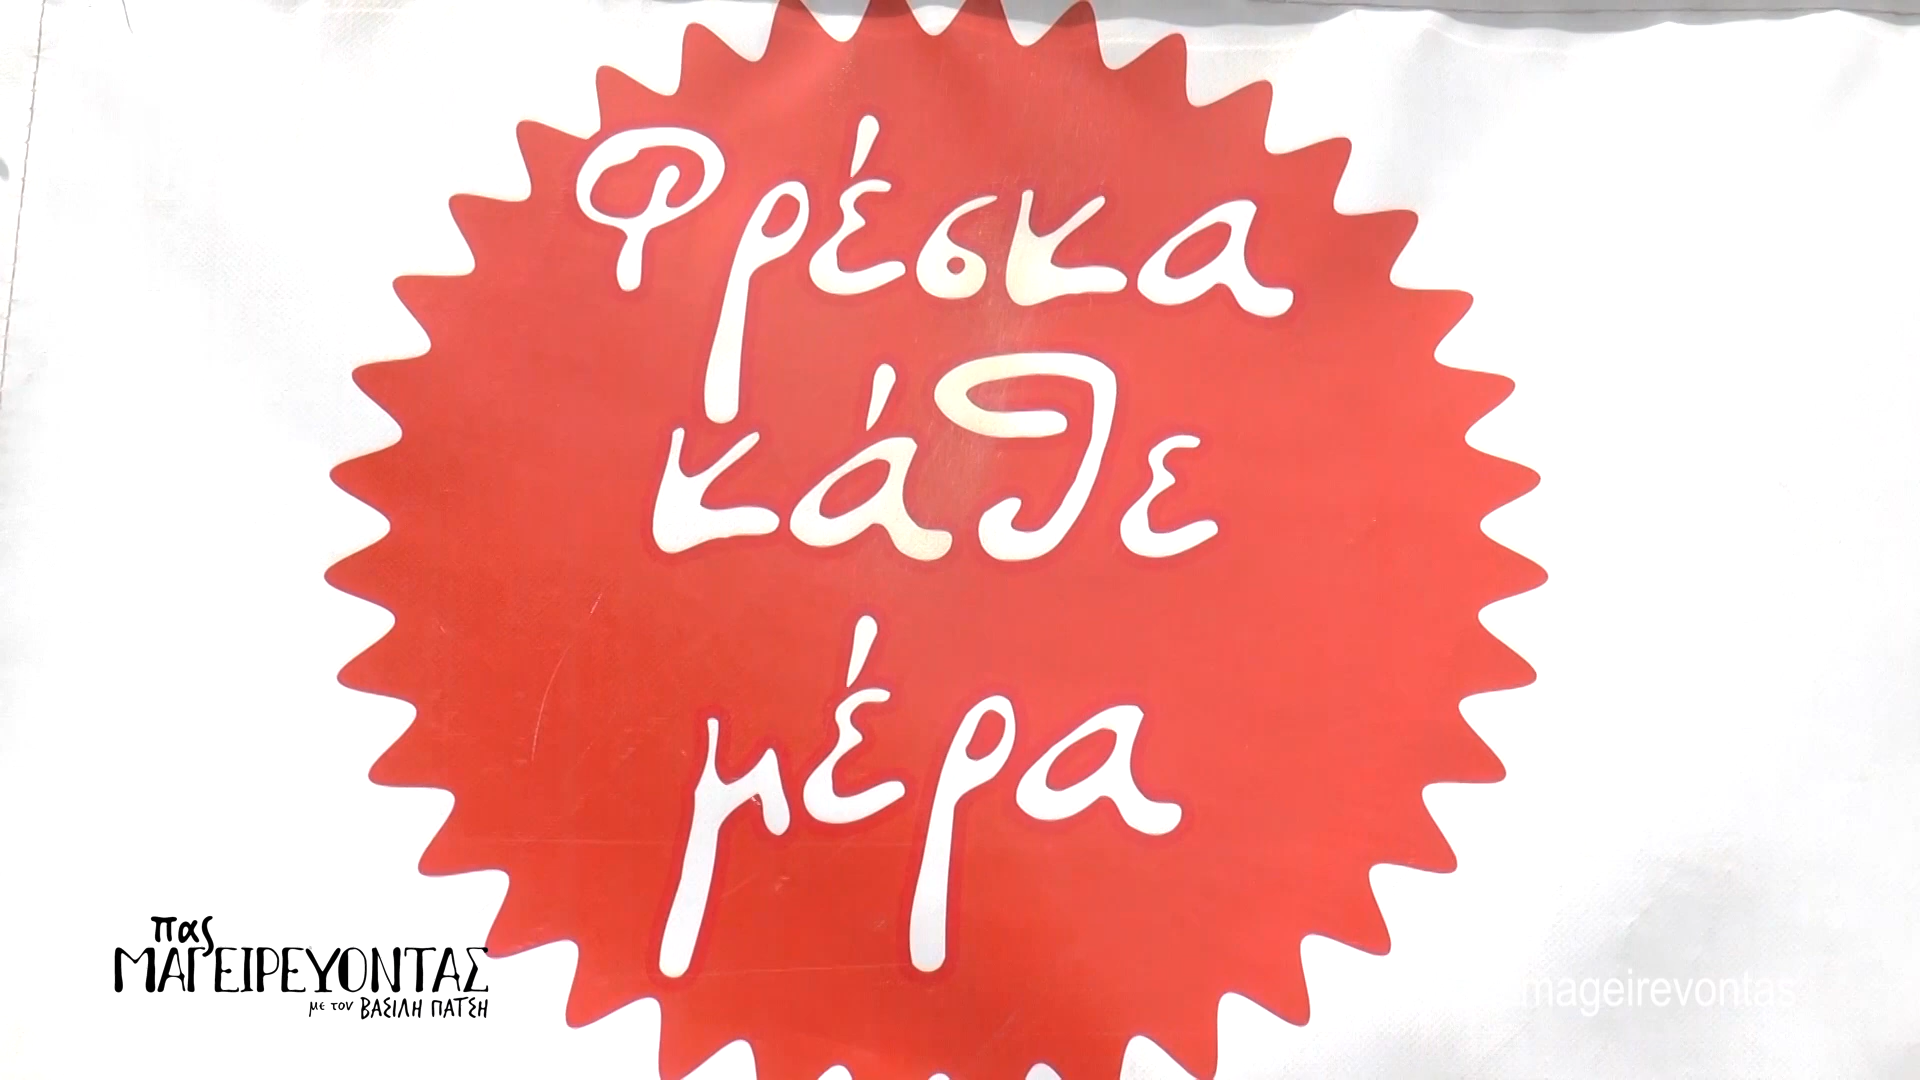 Φρέσκα
κάθε
μέρα
πας
ΜΑΓΕΙΡΕΥΟΝΤΑΣ
με τον ΒΑΣΙΛΗ ΠΑΤΣΗ
mageirevontas